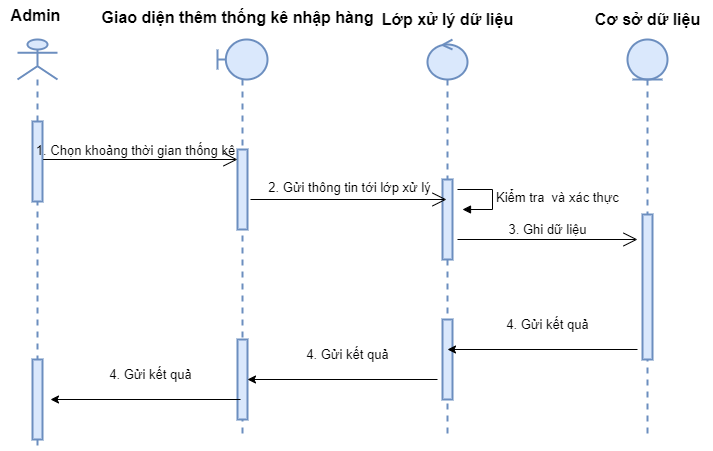 Admin
Giao diện thêm thống kê nhập hàng
Lớp xử lý dữ liệu
Cơ sở dữ liệu
1. Chọn khoảng thời gian thống kê
2. Gửi thông tin tới lớp xử lý
Kiểm tra và xác thực
3. Ghi dữ liệu
4. Gửi kết quả
4. Gửi kết quả
4. Gửi kết quả